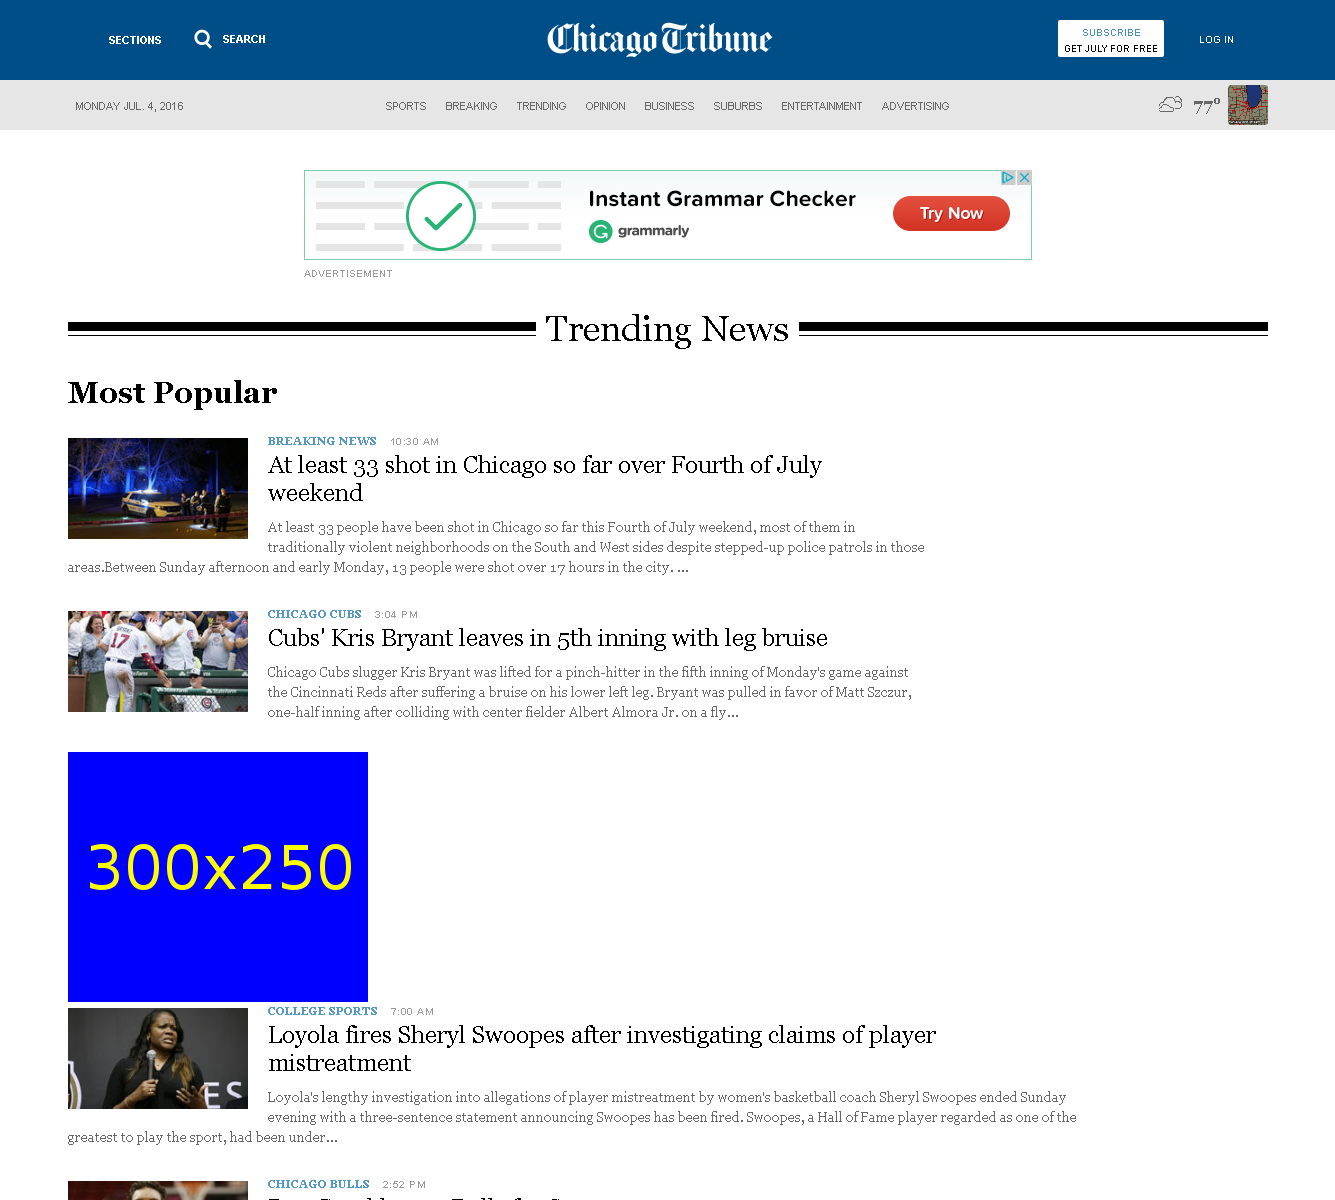 SECTIONS
SEARCH
Chicago Tribune
SUBSCRIBE
GET JULY FOR FREE
LOG IN
MONDAY JUL. 4, 2016
SPORTS BREAKING TRENDING OPINION BUSINESS SUBURBS ENTERTAINMENT ADVERTISING
77°
Instant Grammar Checker
grammarly
Try Now
ADVERTISEMENT
Trending News
Most Popular
BREAKING NEWS 10:30 AM
At least 33 shot in Chicago so far over Fourth of July
weekend
At least 33 people have been shot in Chicago so far this Fourth of July weekend, most of them in
traditionally violent neighborhoods on the South and West sides despite stepped-up police patrols in those
areas.Between Sunday afternoon and early Monday, 13 people were shot over 17 hours in the city. ...
CHICAGO CUBS 3:04 PM
Cubs' Kris Bryant leaves in 5th inning with leg bruise
17
Chicago Cubs slugger Kris Bryant was lifted for a pinch-hitter in the fifth inning of Monday's game against
the Cincinnati Reds after suffering a bruise on his lower left leg. Bryant was pulled in favor of Matt Szczur,
one-half inning after colliding with center fielder Albert Almora Jr. on a fly...
300x250
COLLEGE SPORTS 7:00 AM
Loyola fires Sheryl Swoopes after investigating claims of player
mistreatment
ES
Loyola's lengthy investigation into allegations of player mistreatment by women's basketball coach Sheryl Swoopes ended Sunday
evening with a three-sentence statement announcing Swoopes has been fired. Swoopes, a Hall of Fame player regarded as one of the
greatest to play the sport, had been under...
CHICAGO BULLS 2:52 PM